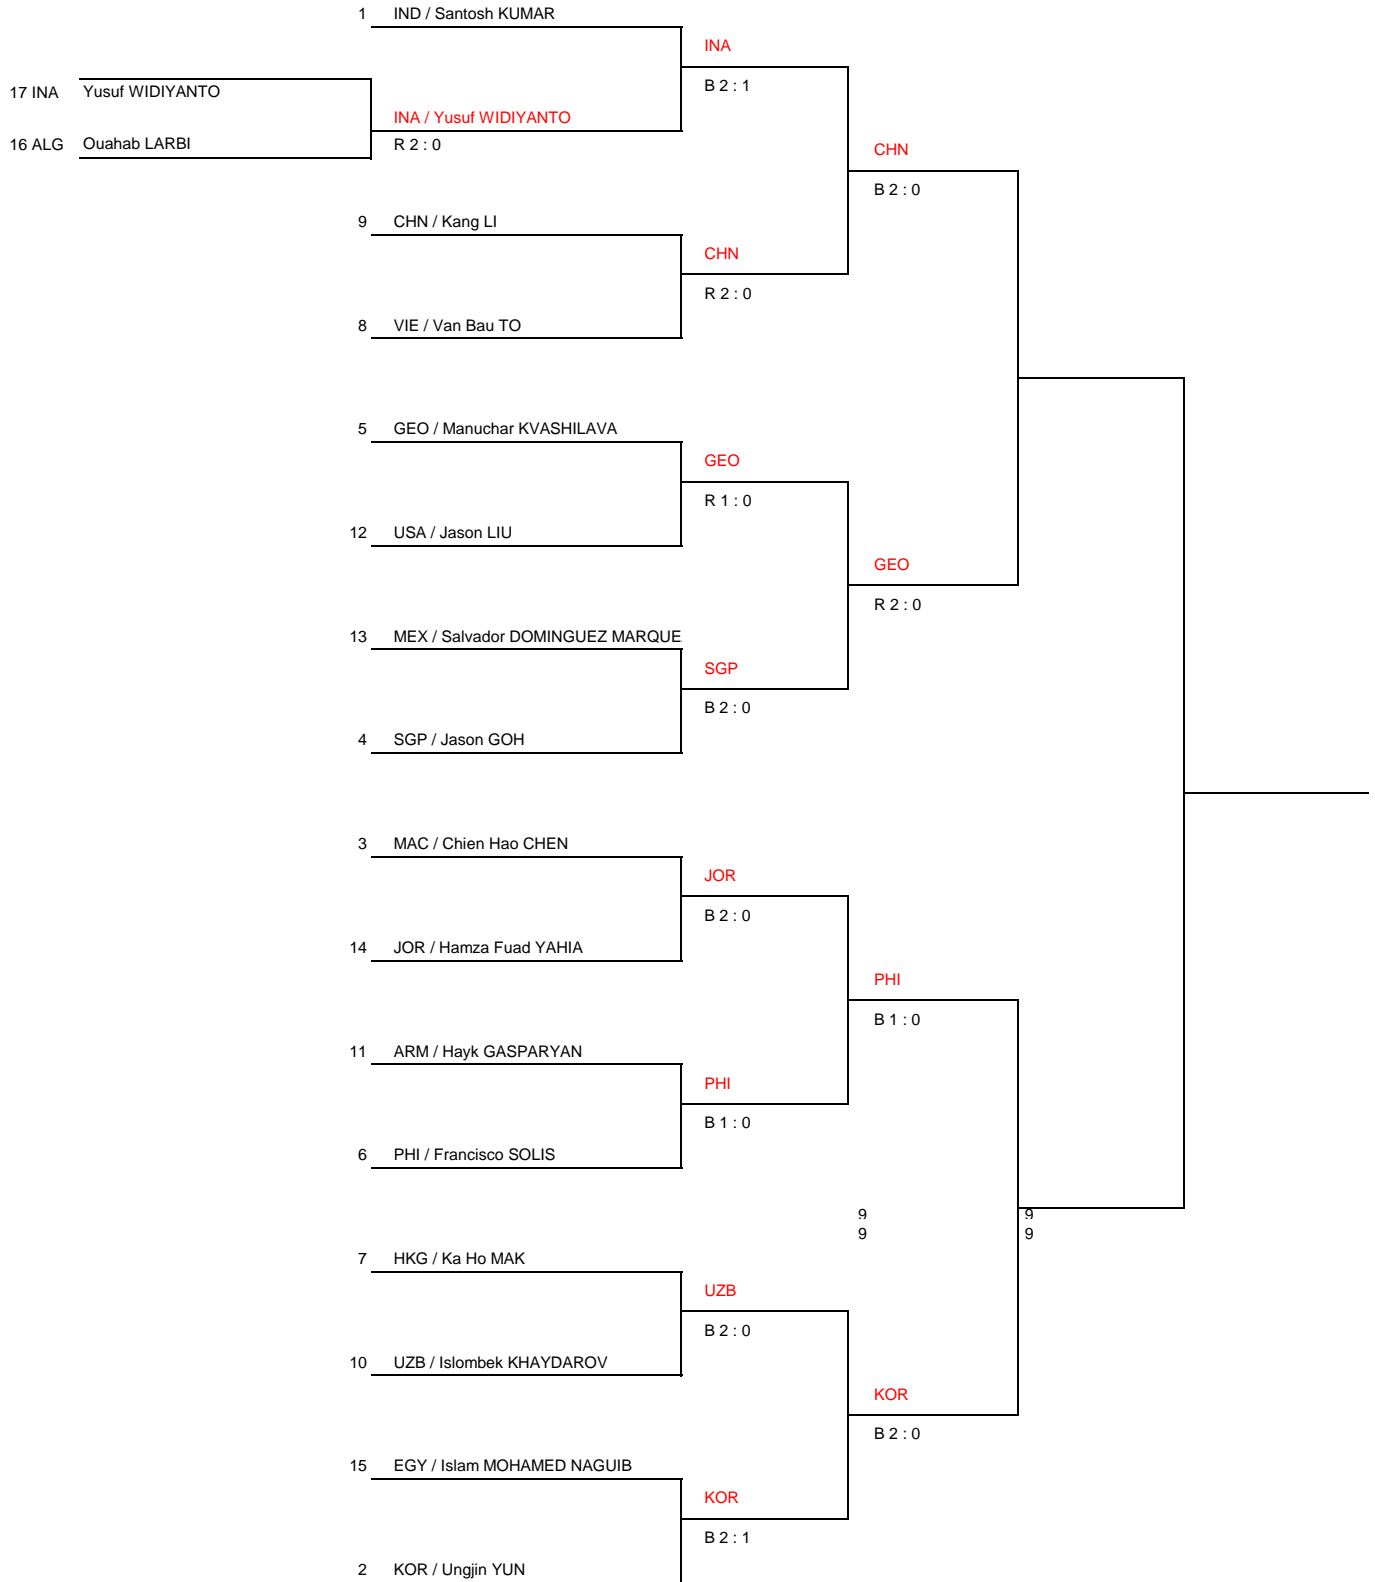 1 IND / Santosh KUMAR
INA
17 INA Yusuf WIDIYANTO
B 2 : 1
INA / Yusuf WIDIYANTO
16 ALG Ouahab LARBI
R 2 : 0
CHN
B 2 : 0
9 CHN / Kang LI
CHN
R 2 : 0
8 VIE / Van Bau TO
5 GEO / Manuchar KVASHILAVA
GEO
R 1 : 0
12 USA / Jason LIU
GEO
R 2 : 0
13 MEX / Salvador DOMINGUEZ MARQUE
SGP
B 2 : 0
4 SGP / Jason GOH
3 MAC / Chien Hao CHEN
JOR
B 2 : 0
14 JOR / Hamza Fuad YAHIA
PHI
B 1 : 0
11 ARM / Hayk GASPARYAN
PHI
B 1 : 0
6 PHI / Francisco SOLIS
9 9
9 9
7 HKG / Ka Ho MAK
UZB
B 2 : 0
10 UZB / Islombek KHAYDAROV
KOR
B 2 : 0
15 EGY / Islam MOHAMED NAGUIB
KOR
B 2 : 1
2 KOR / Ungjin YUN